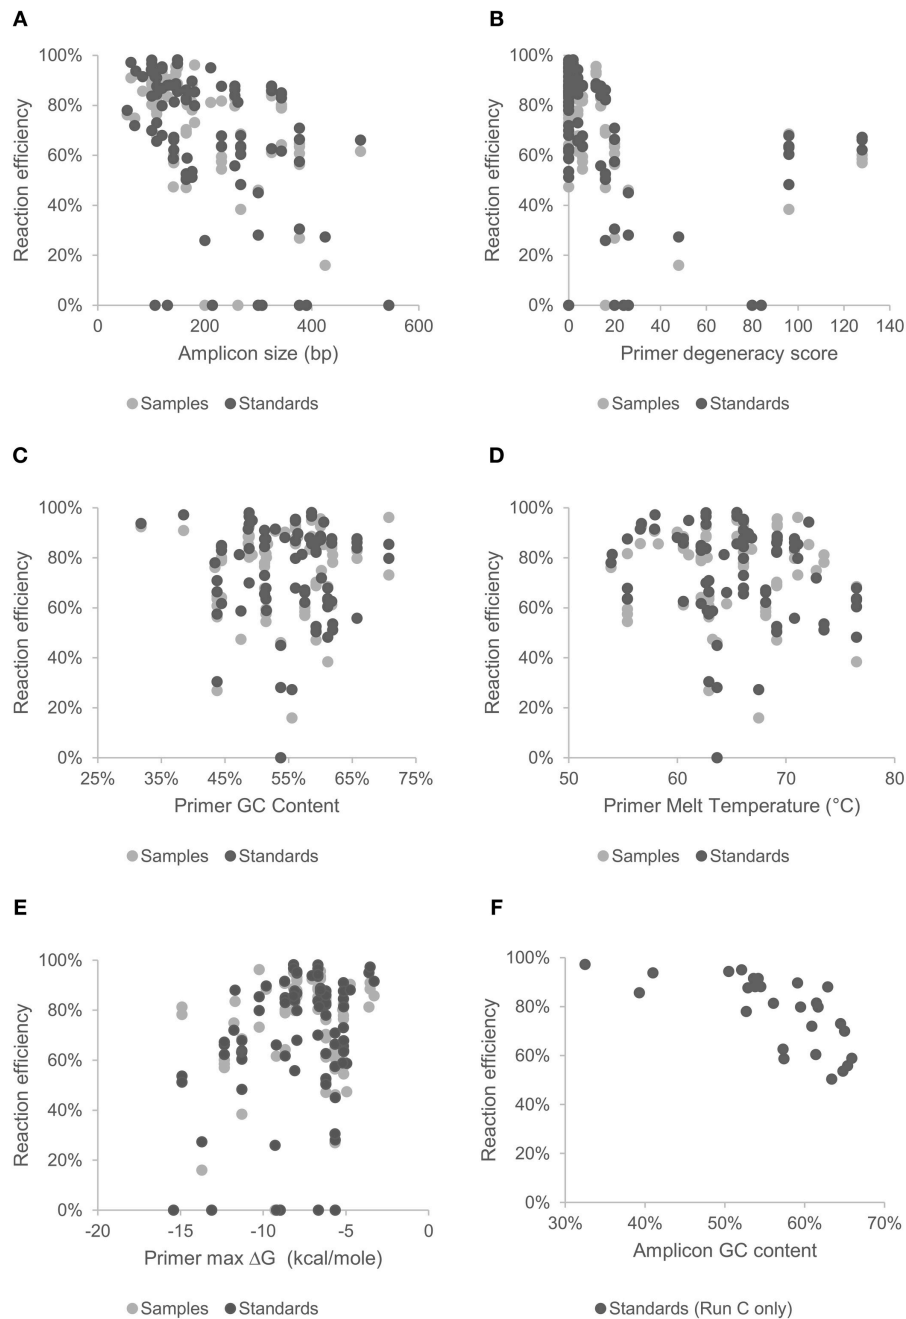 A
Reaction efficiency
100%
80%
60%
40%
20%
0%
0 200 400 600
Amplicon size (bp)
Samples Standards
B
Reaction efficiency
100%
80%
60%
40%
20%
0%
0 20 40 60 80 100 120 140
Primer degeneracy score
Samples Standards
C
Reaction efficiency
100%
80%
60%
40%
20%
0%
25% 35% 45% 55% 65% 75%
Primer GC Content
Samples Standards
D
Reaction efficiency
100%
80%
60%
40%
20%
0%
50 60 70 80
Primer Melt Temperature (°C)
Samples Standards
E
Reaction efficiency
100%
80%
60%
40%
20%
0%
-20 -15 -10 -5 0
Primer max ΔG (kcal/mole)
Samples Standards
F
Reaction efficiency
100%
80%
60%
40%
20%
0%
30% 40% 50% 60% 70%
Amplicon GC content
Standards (Run C only)